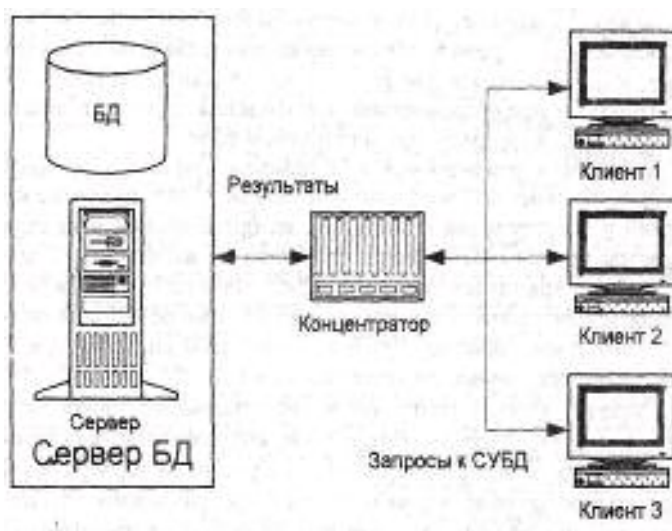 БД
Сервер
Сервер БД
Результаты
Концентратор
Клиент 1
Клиент 2
Запросы к СУБД
Клиент 3